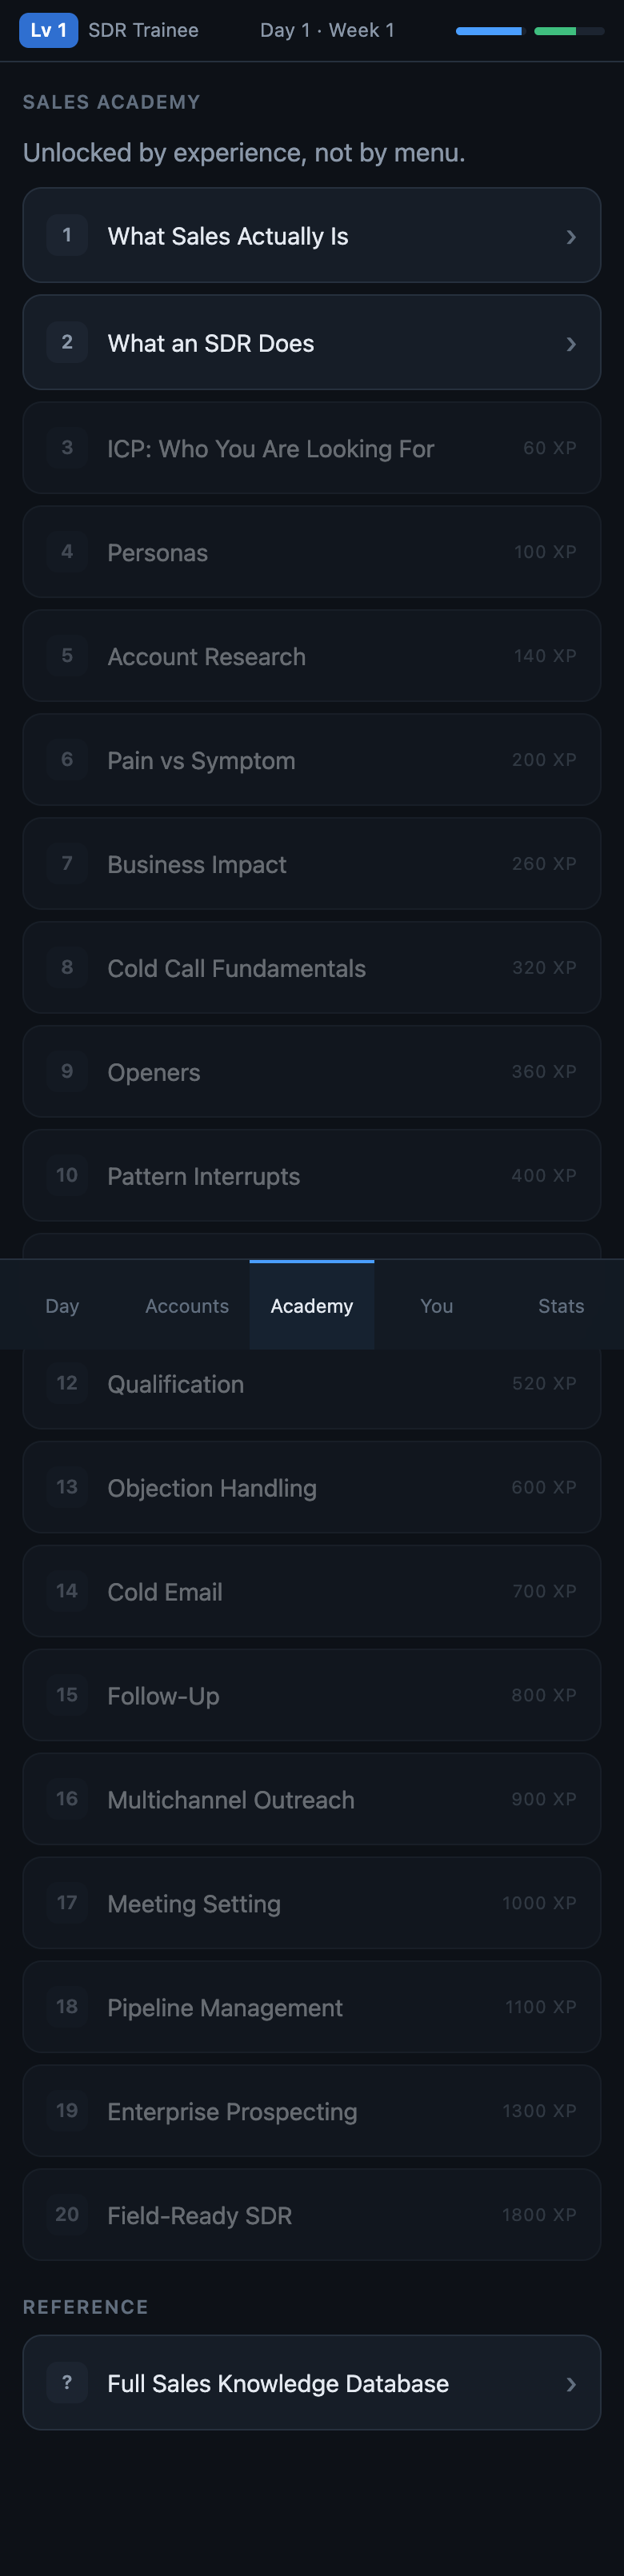 Lv 1 SDR Trainee Day 1 · Week 1
SALES ACADEMY
Unlocked by experience, not by menu.
1 What Sales Actually Is ›
2 What an SDR Does ›
3 ICP: Who You Are Looking For 60 XP
4 Personas 100 XP
5 Account Research 140 XP
6 Pain vs Symptom 200 XP
7 Business Impact 260 XP
8 Cold Call Fundamentals 320 XP
9 Openers 360 XP
10 Pattern Interrupts 400 XP
Day Accounts Academy You Stats
12 Qualification 520 XP
13 Objection Handling 600 XP
14 Cold Email 700 XP
15 Follow-Up 800 XP
16 Multichannel Outreach 900 XP
17 Meeting Setting 1000 XP
18 Pipeline Management 1100 XP
19 Enterprise Prospecting 1300 XP
20 Field-Ready SDR 1800 XP
REFERENCE
? Full Sales Knowledge Database ›